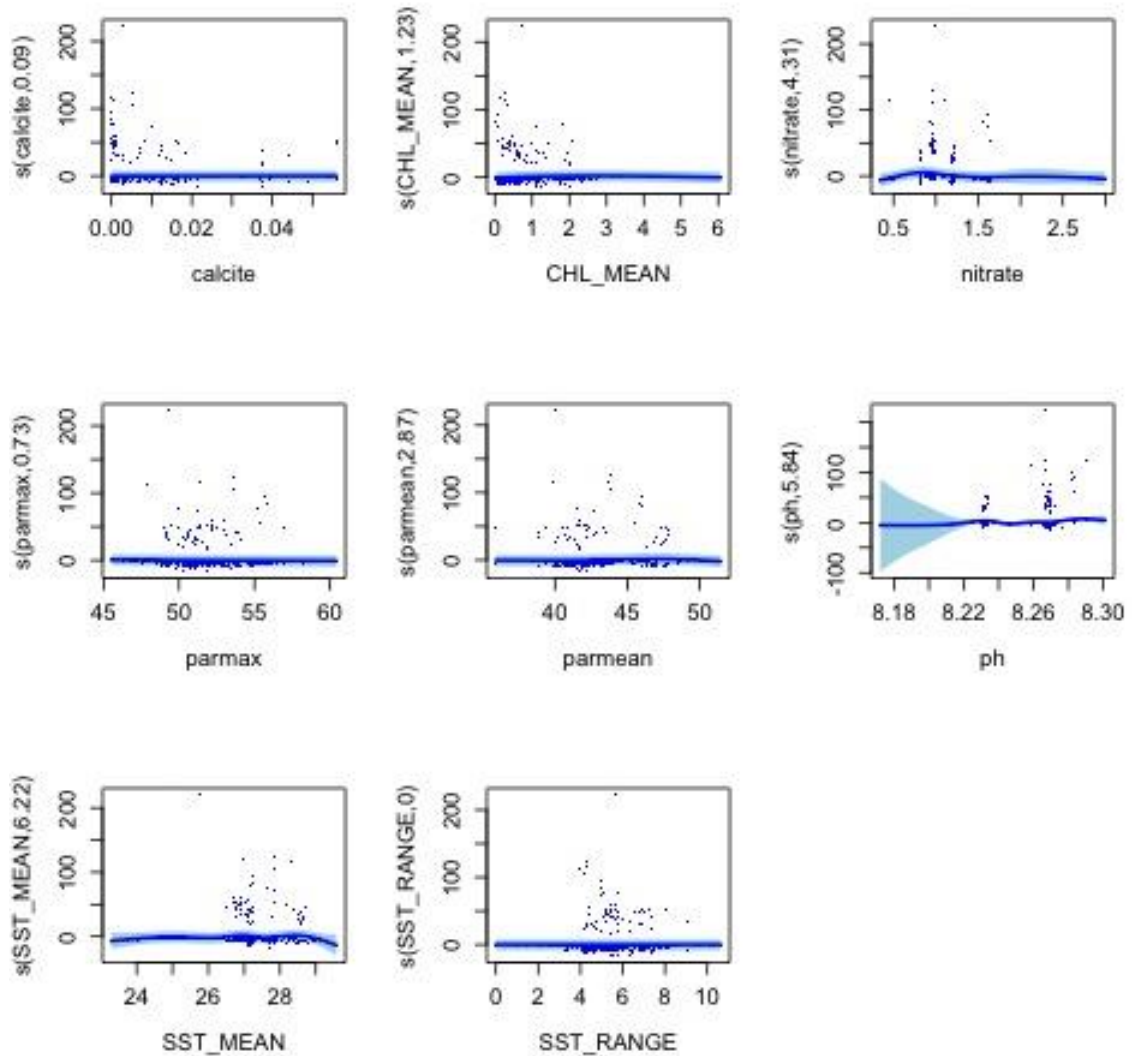 s(calcite,0.09)
200
100
0
0.00 0.02 0.04
calcite
s(CHL_MEAN,1.23)
200
100
0
0 1 2 3 4 5 6
CHL_MEAN
s(nitrate,4.31)
200
100
0
0.5 1.5 2.5
nitrate
s(parmax,0.73)
200
100
0
45 50 55 60
parmax
s(parmean,2.87)
200
100
0
40 45 50
parmean
s(ph,5.84)
100
0
-100
8.18 8.22 8.26 8.30
ph
s(SST_MEAN,6.22)
200
100
0
24 26 28
SST_MEAN
s(SST_RANGE,0)
200
100
0
0 2 4 6 8 10
SST_RANGE